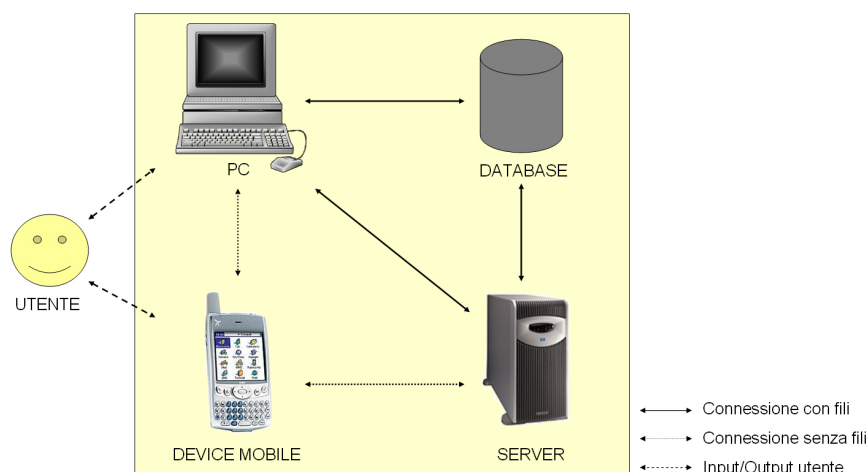 PC
DATABASE
UTENTE
DEVICE MOBILE
SERVER
Connessione con fili
Connessione senza fili
Input/Output utente